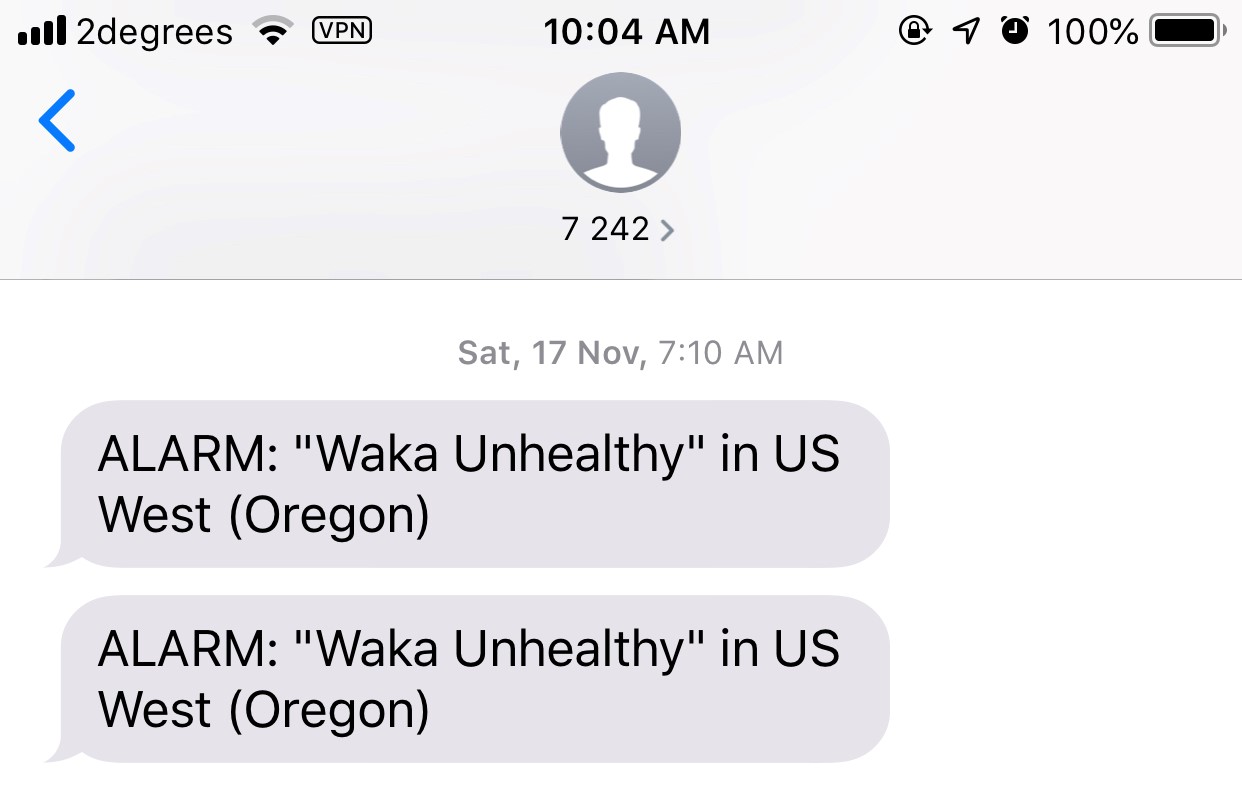 2degrees VPN 10:04 AM 100%
7 242
Sat, 17 Nov, 7:10 AM
ALARM: "Waka Unhealthy" in US
West (Oregon)
ALARM: "Waka Unhealthy" in US
West (Oregon)